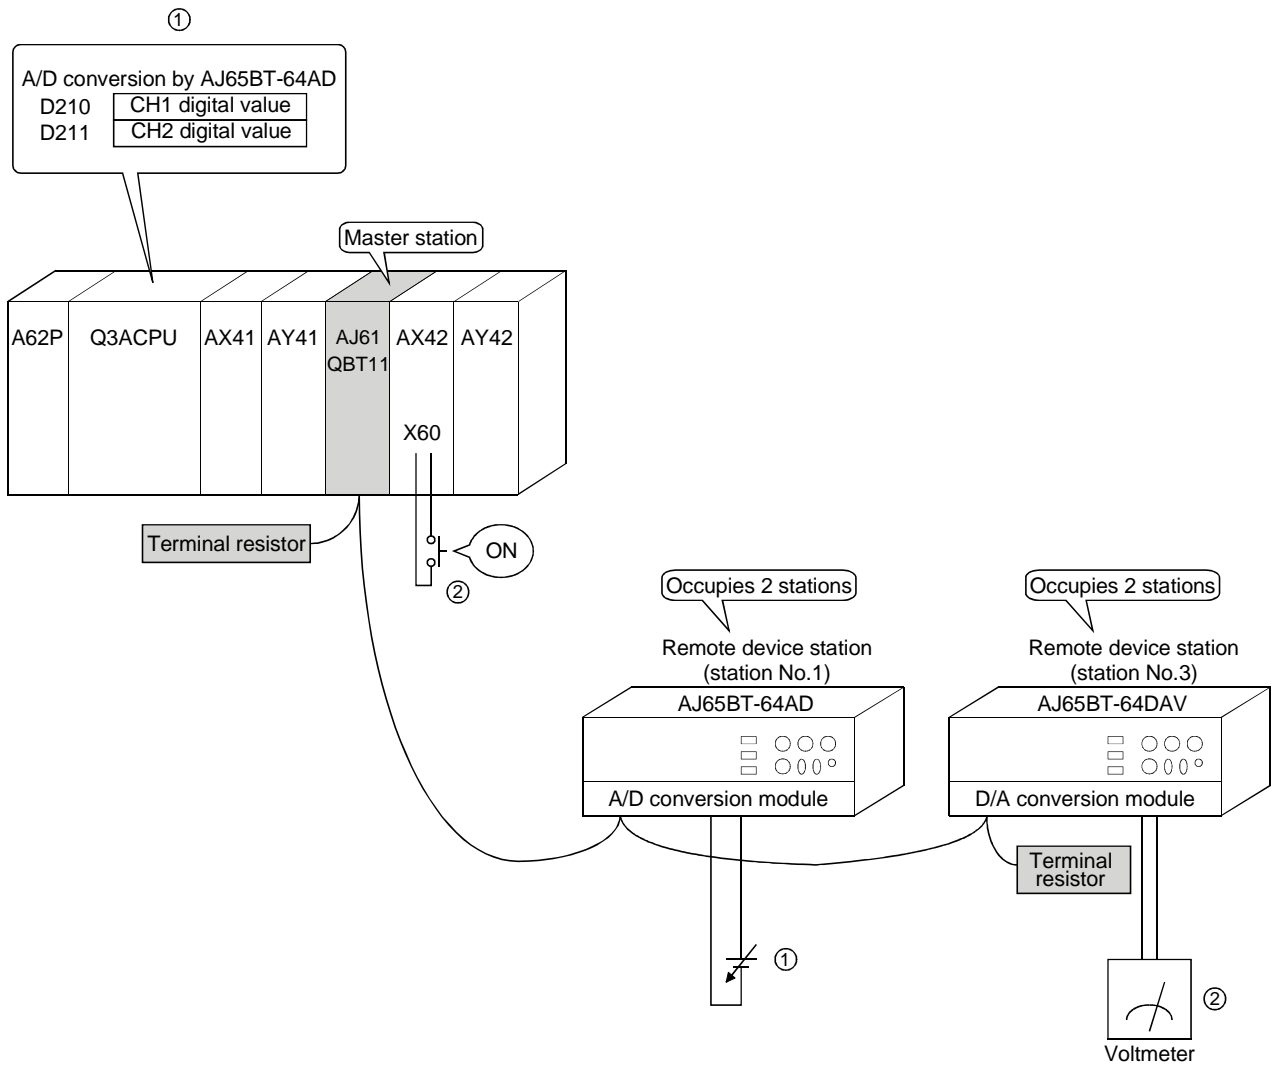 ①
A/D conversion by AJ65BT-64AD
D210 CH1 digital value
D211 CH2 digital value
Master station
A62P Q3ACPU AX41 AY41 AJ61 QBT11 AX42 AY42
X60
Terminal resistor
ON
②
Occupies 2 stations
Remote device station
(station No.1)
AJ65BT-64AD
A/D conversion module
①
Occupies 2 stations
Remote device station
(station No.3)
AJ65BT-64DAV
D/A conversion module
Terminal
resistor
②
Voltmeter